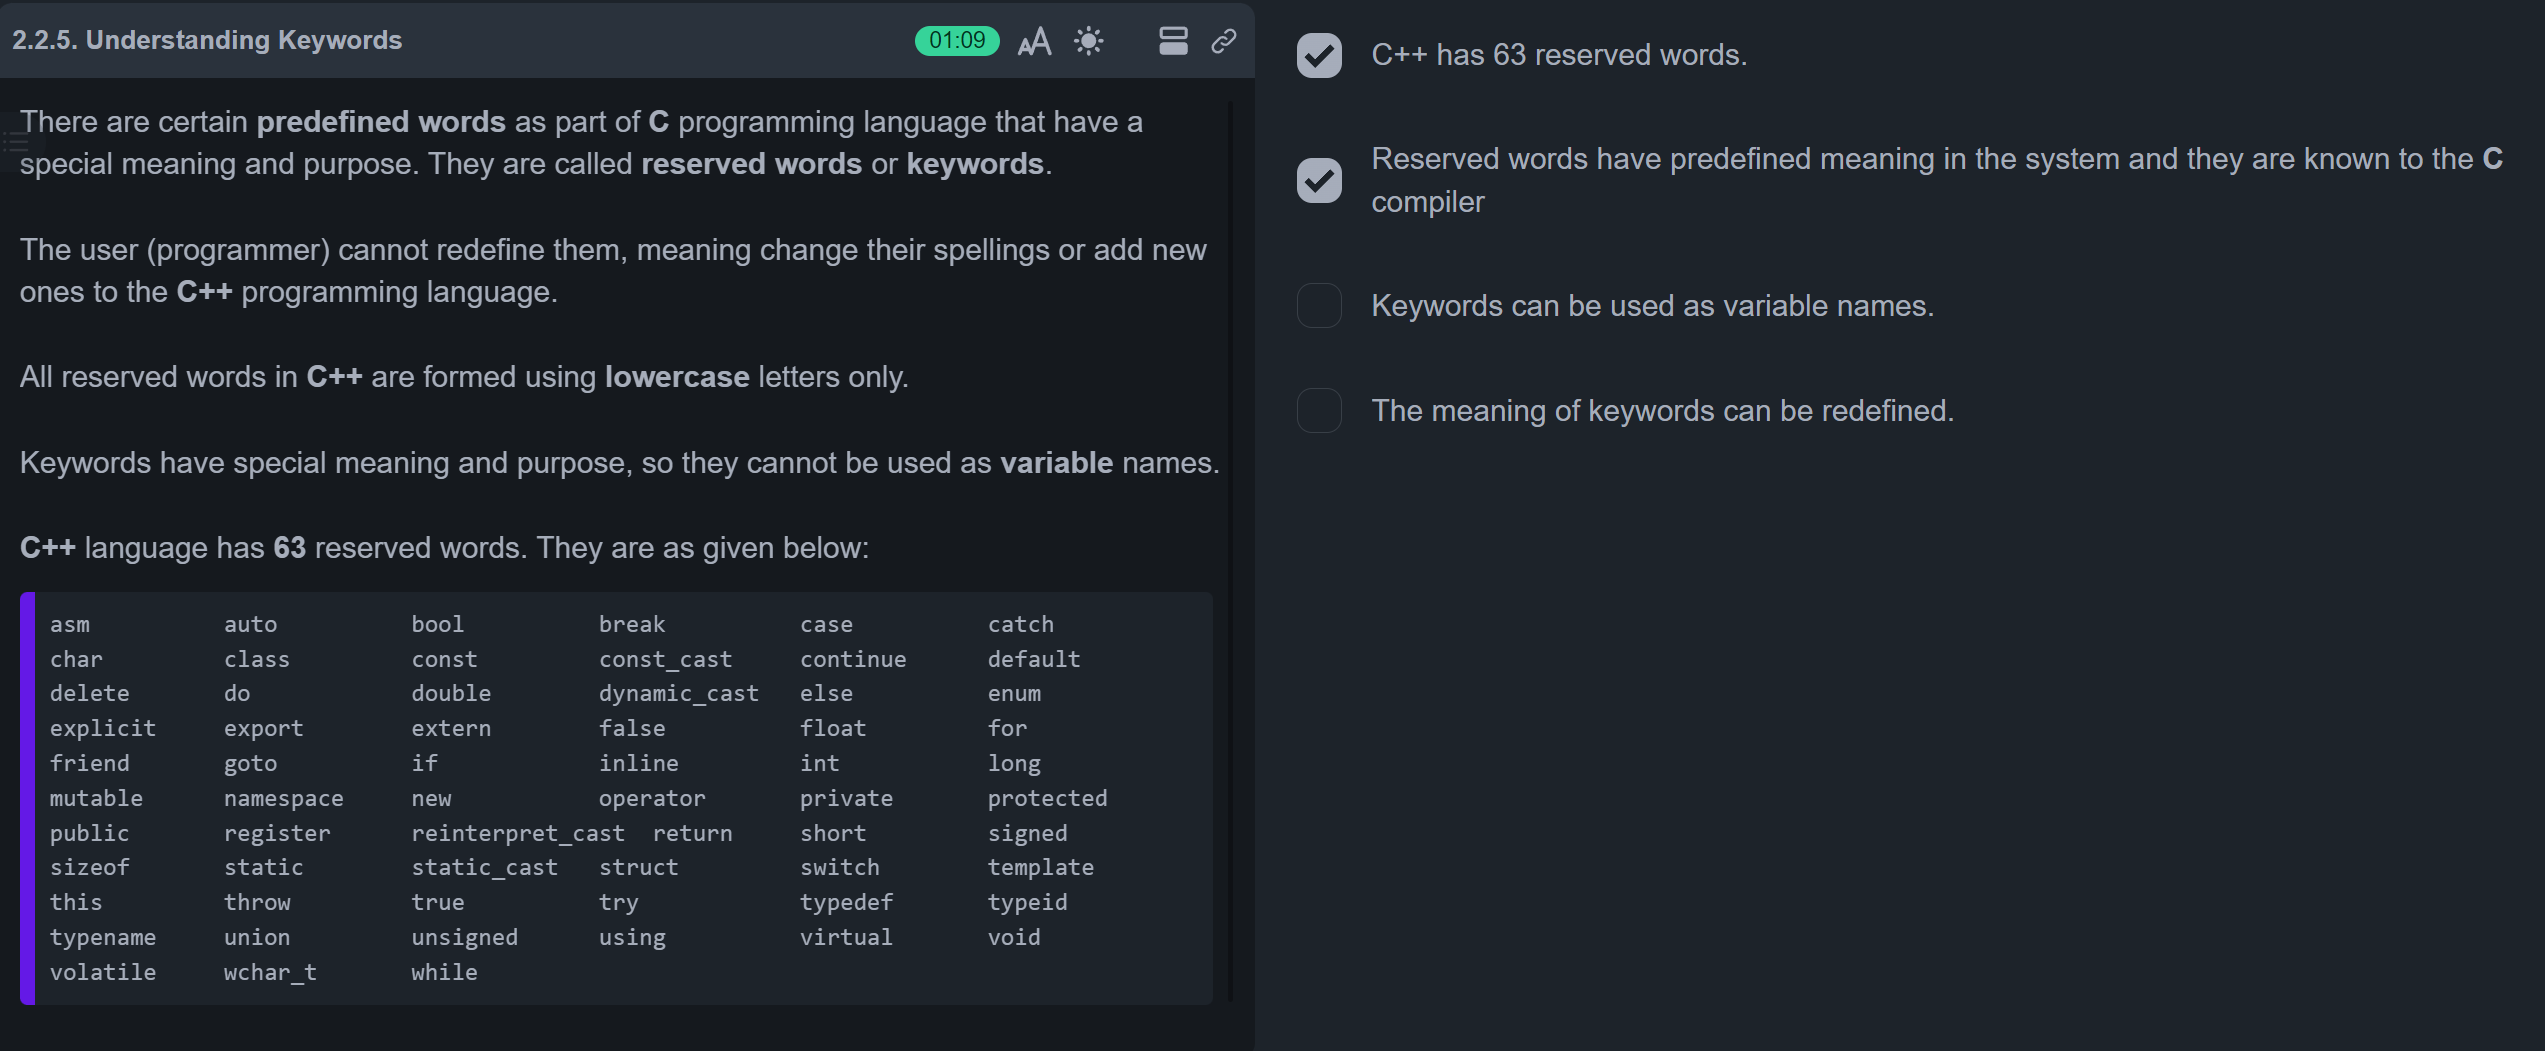 2.2.5. Understanding Keywords
01:09
There are certain predefined words as part of C programming language that have a
special meaning and purpose. They are called reserved words or keywords.
The user (programmer) cannot redefine them, meaning change their spellings or add new
ones to the C++ programming language.
All reserved words in C++ are formed using lowercase letters only.
Keywords have special meaning and purpose, so they cannot be used as variable names.
C++ language has 63 reserved words. They are as given below:
asm auto bool break case catch
char class const const_cast continue default
delete do double dynamic_cast else enum
explicit export extern false float for
friend goto if inline int long
mutable namespace new operator private protected
public register reinterpret_cast return short signed
sizeof static static_cast struct switch template
this throw true try typedef typeid
typename union unsigned using virtual void
volatile wchar_t while
C++ has 63 reserved words.
Reserved words have predefined meaning in the system and they are known to the C
compiler
Keywords can be used as variable names.
The meaning of keywords can be redefined.